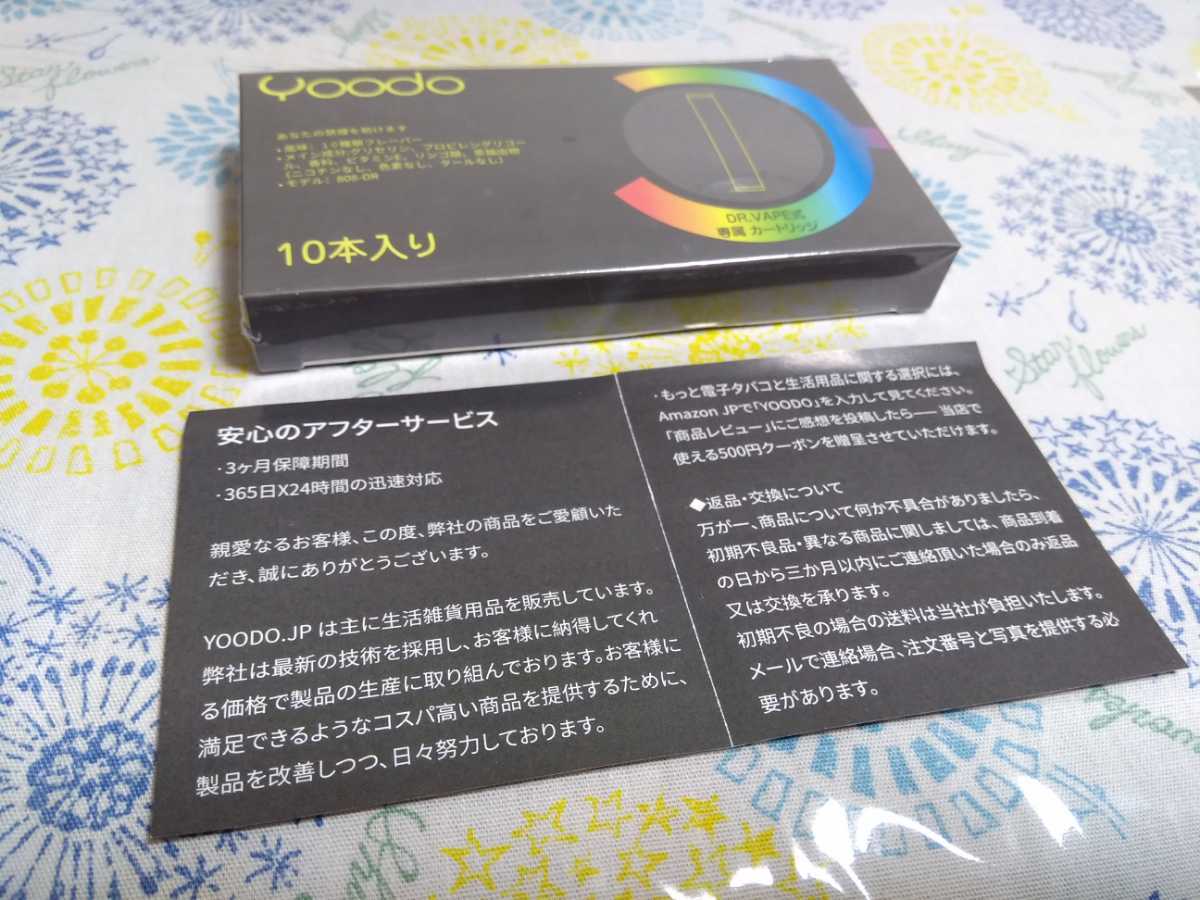 Yoodo
あなたの禁煙を助けます
・風味:10種類フレーバー
・メイン成分:グリセリン、プロピレングリコー
ル、香料、ビタミンE、リンゴ酸、茶抽出物
(ニコチンなし、色素なし、タールなし)
・モデル:808-DR
10本入り
DR.VAPE式
専属 カートリッジ
安心のアフターサービス
・3ヶ月保障期間
・365日X24時間の迅速対応
親愛なるお客様、この度、弊社の商品をご愛顧いた
だき、誠にありがとうございます。
YOODO.JP は主に生活雑貨用品を販売しています。
弊社は最新の技術を採用し、お客様に納得してくれ
る価格で製品の生産に取り組んでおります。お客様に
満足できるようなコスパ高い商品を提供するために、
製品を改善しつつ、日々努力しております。
・もっと電子タバコと生活用品に関する選択には、
Amazon JPで「YOODO」を入力して見てください。
「商品レビュー」にご感想を投稿したら—— 当店で
使える500円クーポンを贈呈させていただけます。
◆返品・交換について
万が一、商品について何か不具合がありましたら、
初期不良品・異なる商品に関しましては、商品到着
の日から三か月以内にご連絡頂いた場合のみ返品
又は交換を承ります。
初期不良の場合の送料は当社が負担いたします。
メールで連絡場合、注文番号と写真を提供する必
要があります。
Star
flowers
Star
flowers